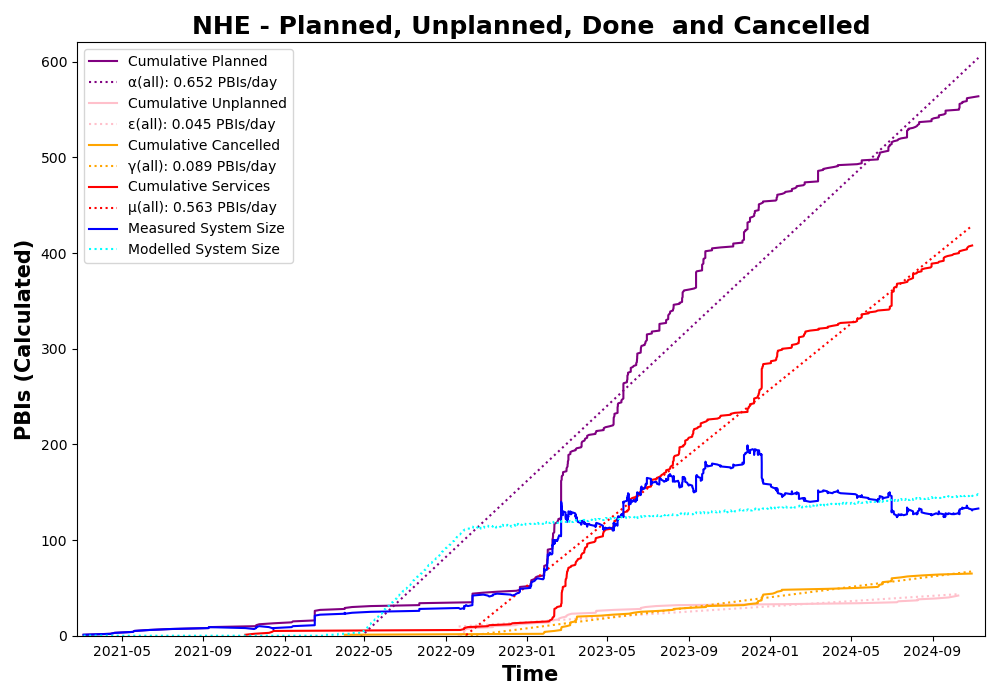 NHE - Planned, Unplanned, Done  and Cancelled
Cumulative Planned
α(all): 0.652 PBIs/day
Cumulative Unplanned
ε(all): 0.045 PBIs/day
Cumulative Cancelled
γ(all): 0.089 PBIs/day
Cumulative Services
μ(all): 0.563 PBIs/day
Measured System Size
Modelled System Size
PBIs (Calculated)
600
500
400
300
200
100
0
2021-05 2021-09 2022-01 2022-05 2022-09 2023-01 2023-05 2023-09 2024-01 2024-05 2024-09
Time